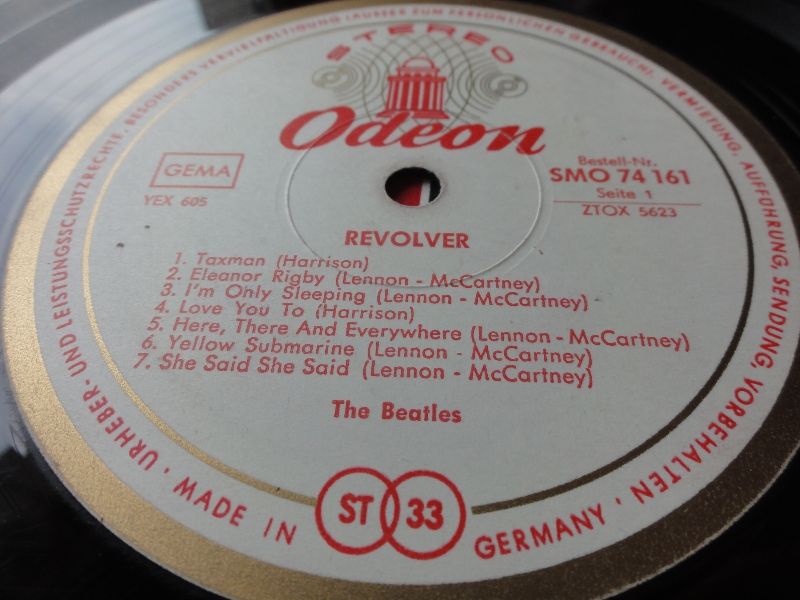 URHEBER- UND LEISTUNGSSCHUTZRECHTE, BESONDERS VERVIELFÄLTIGUNG (AUSSER ZUM PERSÖNLICHEN GEBRAUCH), VERMIETUNG, AUFFÜHRUNG, SENDUNG, VORBEHALTEN ·
STEREO
Odeon
GEMA
YEX 605
Bestell-Nr.
SMO 74 161
Seite 1
ZTOX 5623
REVOLVER
1. Taxman (Harrison)
2. Eleanor Rigby (Lennon - McCartney)
3. I'm Only Sleeping (Lennon - McCartney)
4. Love You To (Harrison)
5. Here, There And Everywhere (Lennon - McCartney)
6. Yellow Submarine (Lennon - McCartney)
7. She Said She Said (Lennon - McCartney)
The Beatles
ST 33
· MADE IN GERMANY ·